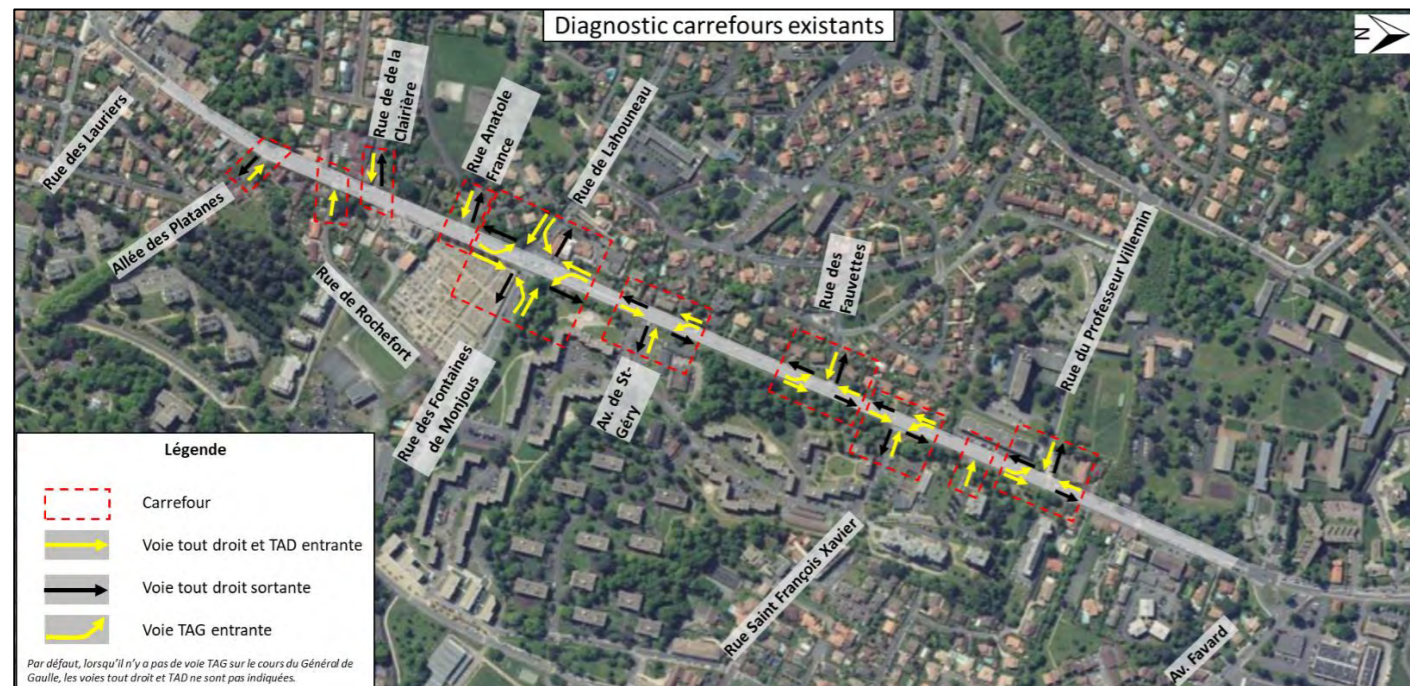 Diagnostic carrefours existants
N
Rue des Lauriers
Allée des Platanes
Rue de Rochefort
Rue de de la
Clairière
Rue Anatole
France
Rue de Lahouneau
Rue des Fontaines
de Monjous
Av. de St-
Géry
Rue des
Fauvettes
Rue Saint François Xavier
Rue du Professeur Villemin
Av. Favard
Légende
Carrefour
Voie tout droit et TAD entrante
Voie tout droit sortante
Voie TAG entrante
Par défaut, lorsqu'il n'y a pas de voie TAG sur le cours du Général de
Gaulle, les voies tout droit et TAD ne sont pas indiquées.